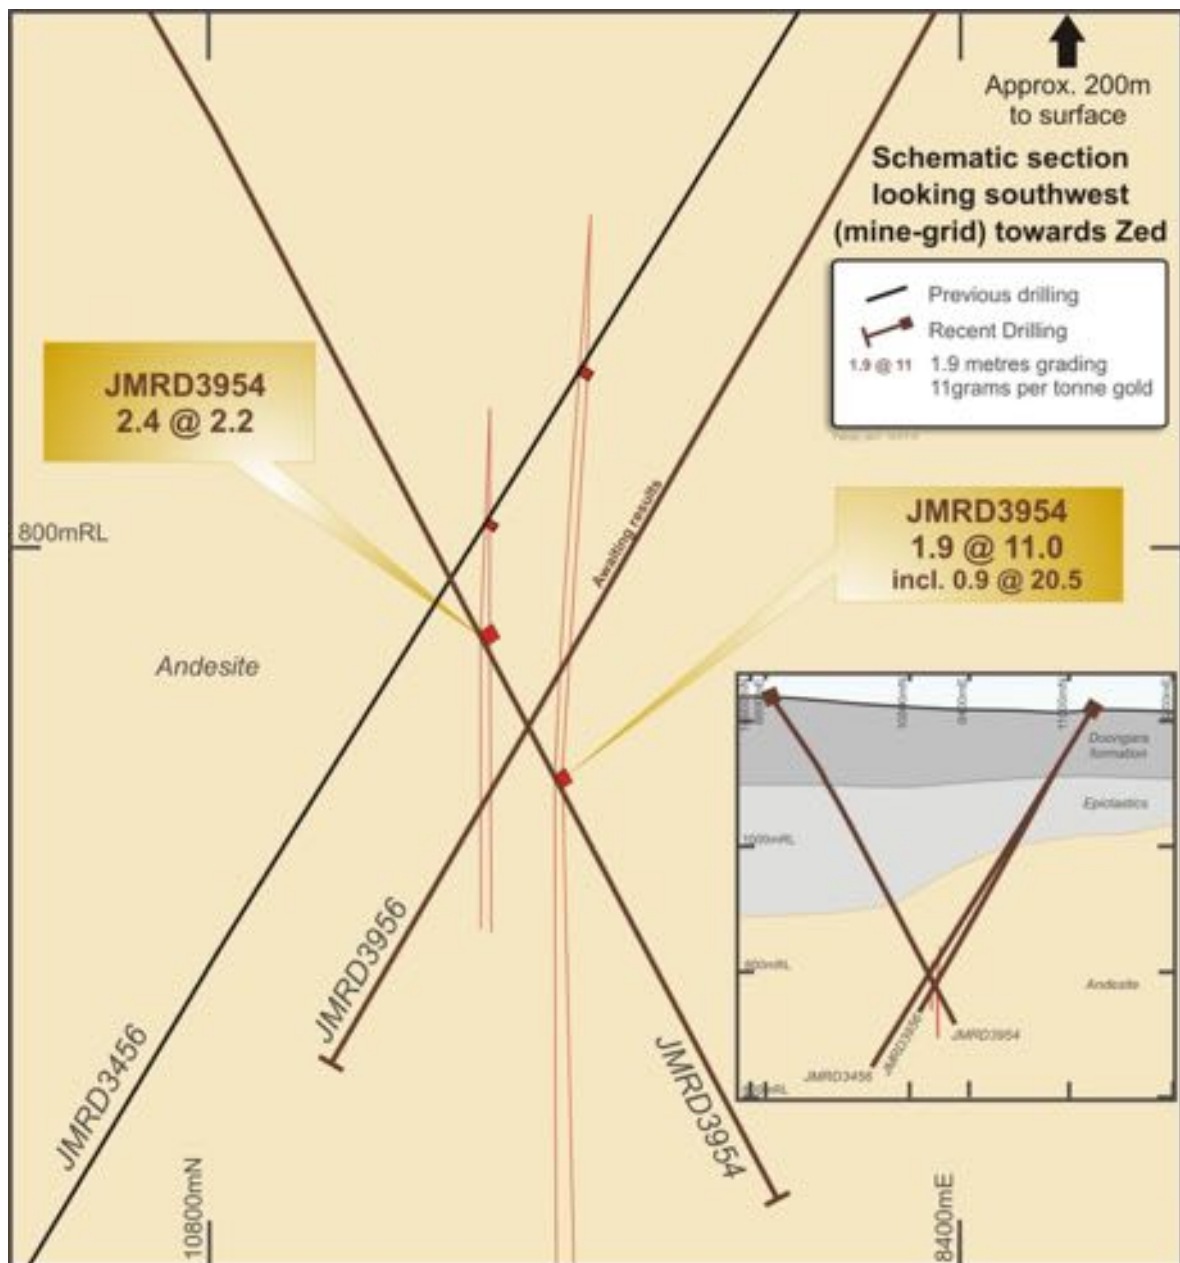 Approx. 200m
to surface
Schematic section
looking southwest
(mine-grid) towards Zed
Previous drilling
Recent Drilling
1.9 @ 11
1.9 metres grading
11grams per tonne gold
JMRD3954
2.4 @ 2.2
Awaiting results
JMRD3954
1.9 @ 11.0
incl. 0.9 @ 20.5
800mRL
Andesite
Doongara
formation
Epiclastics
1000mRL
800mRL
Andesite
JMRD3956
JMRD3954
JMRD3456
JMRD3956
JMRD3456
JMRD3954
10800mN
8400mE